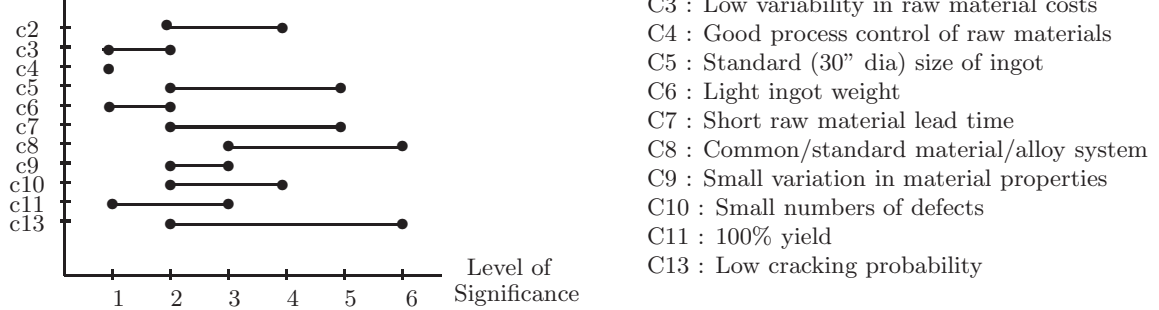 c2
c3
c4
c5
c6
c7
c8
c9
c10
c11
c13
1 2 3 4 5 6
Level of
Significance
C3 : Low variability in raw material costs
C4 : Good process control of raw materials
C5 : Standard (30” dia) size of ingot
C6 : Light ingot weight
C7 : Short raw material lead time
C8 : Common/standard material/alloy system
C9 : Small variation in material properties
C10 : Small numbers of defects
C11 : 100% yield
C13 : Low cracking probability